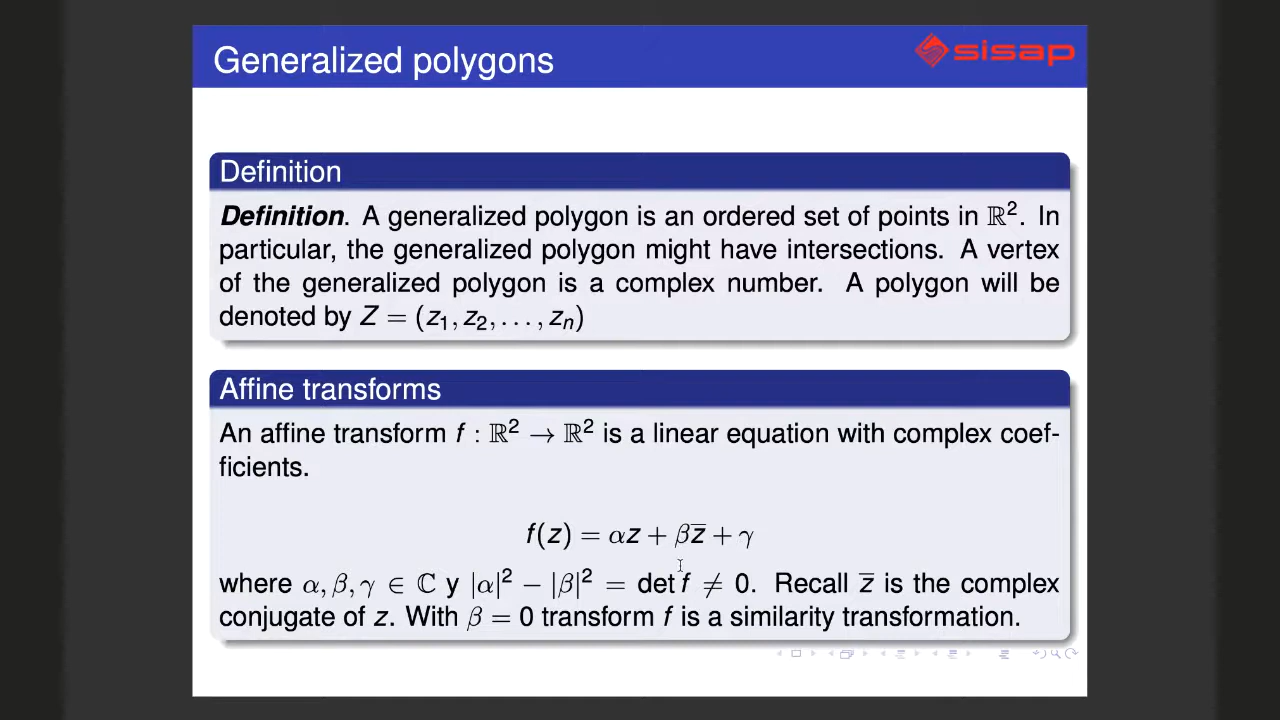 Generalized polygons
sisap
Definition
Definition. A generalized polygon is an ordered set of points in ℝ². In
particular, the generalized polygon might have intersections. A vertex
of the generalized polygon is a complex number. A polygon will be
denoted by Z = (z₁, z₂, . . . , zₙ)
Affine transforms
An affine transform f : ℝ² → ℝ² is a linear equation with complex coef-
ficients.
f(z) = αz + βz̅ + γ
where α, β, γ ∈ ℂ y |α|² − |β|² = det f ≠ 0. Recall z̅ is the complex
conjugate of z. With β = 0 transform f is a similarity transformation.